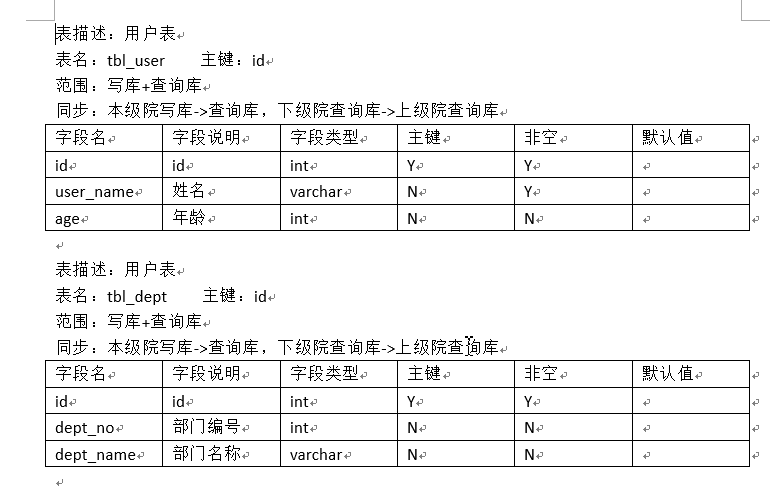 表描述：用户表
表名：tbl_user 主键：id
范围：写库+查询库
同步：本级院写库->查询库，下级院查询库->上级院查询库
字段名 字段说明 字段类型 主键 非空 默认值
id id int Y Y
user_name 姓名 varchar N Y
age 年龄 int N N
表描述：用户表
表名：tbl_dept 主键：id
范围：写库+查询库
同步：本级院写库->查询库，下级院查询库->上级院查询库
字段名 字段说明 字段类型 主键 非空 默认值
id id int Y Y
dept_no 部门编号 int N N
dept_name 部门名称 varchar N N